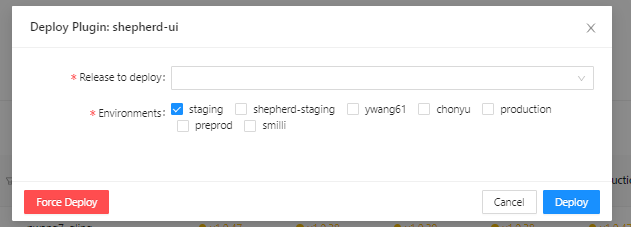 Deploy Plugin: shepherd-ui
* Release to deploy:
* Environments: staging shepherd-staging ywang61 chonyu production
preprod smilli
Force Deploy Cancel Deploy